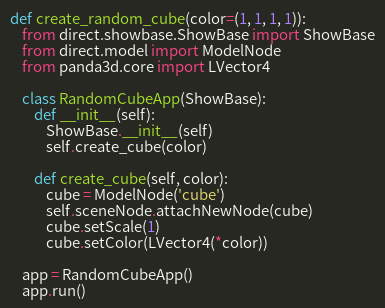 def create_random_cube(color=(1, 1, 1, 1)):
    from direct.showbase.ShowBase import ShowBase
    from direct.model import ModelNode
    from panda3d.core import LVector4

    class RandomCubeApp(ShowBase):
        def __init__(self):
            ShowBase.__init__(self)
            self.create_cube(color)

        def create_cube(self, color):
            cube = ModelNode('cube')
            self.sceneNode.attachNewNode(cube)
            cube.setScale(1)
            cube.setColor(LVector4(*color))

    app = RandomCubeApp()
    app.run()